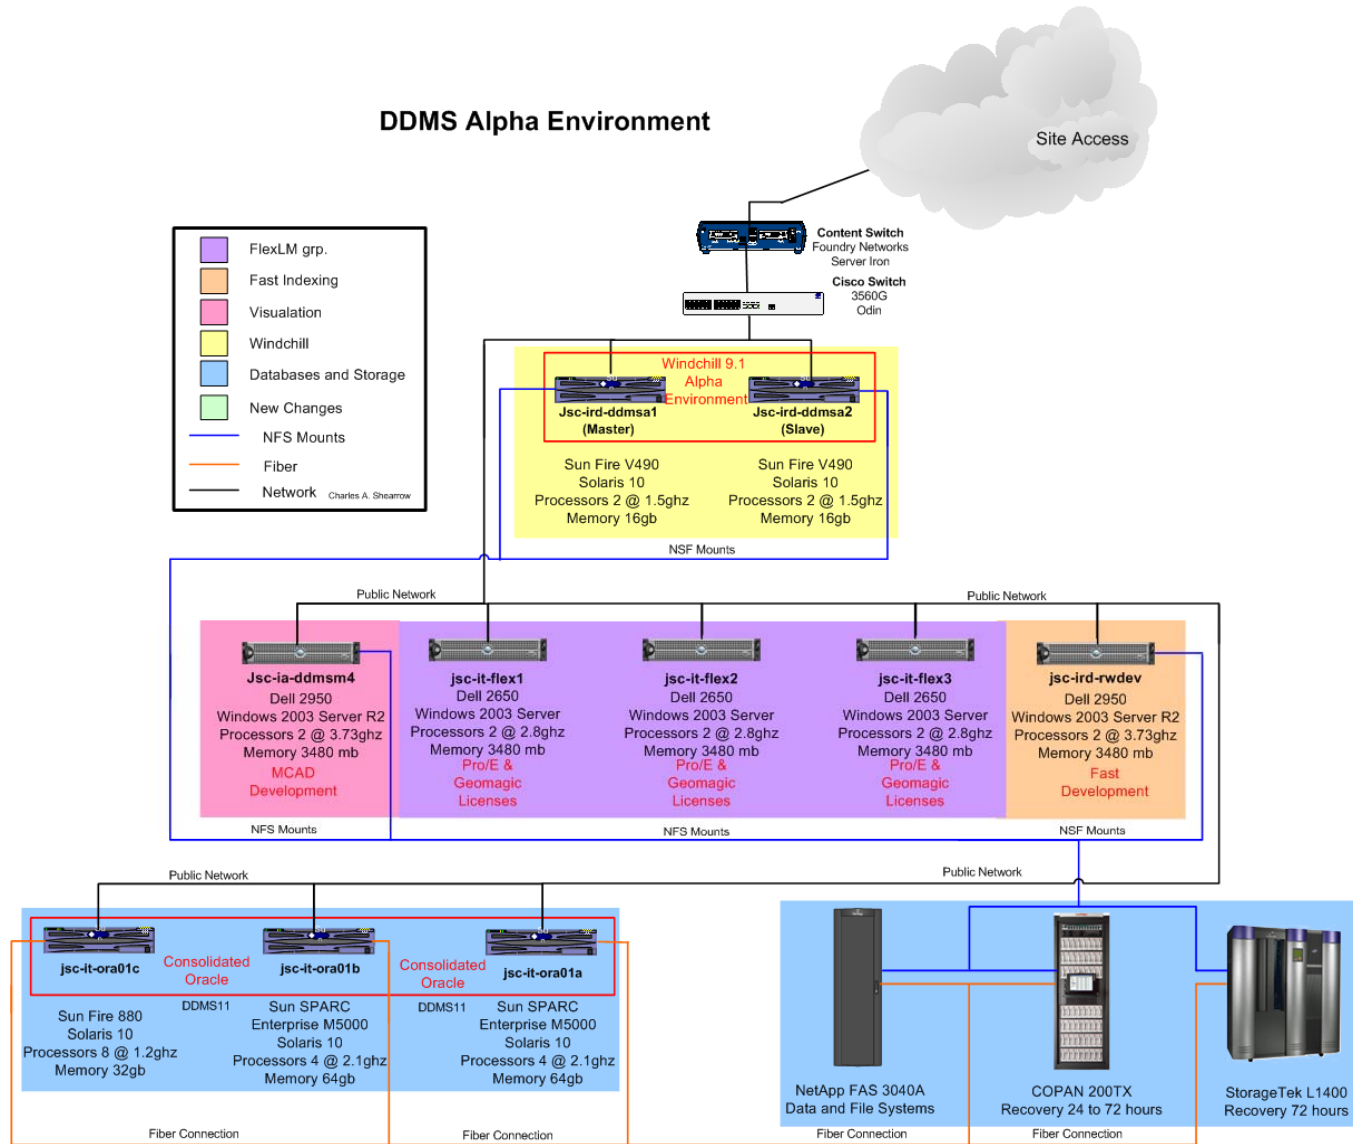 DDMS Alpha Environment
Site Access
Content Switch
Foundry Networks
Server Iron
Cisco Switch
3560G
Odin
FlexLM grp.
Fast Indexing
Visualation
Windchill
Databases and Storage
New Changes
NFS Mounts
Fiber
Network
Charles A. Shearrow
Windchill 9.1
Alpha
Environment
Jsc-ird-ddmsa1
(Master)
Jsc-ird-ddmsa2
(Slave)
Sun Fire V490
Solaris 10
Processors 2 @ 1.5ghz
Memory 16gb
Sun Fire V490
Solaris 10
Processors 2 @ 1.5ghz
Memory 16gb
NSF Mounts
Public Network
Public Network
Jsc-ia-ddmsm4
Dell 2950
Windows 2003 Server R2
Processors 2 @ 3.73ghz
Memory 3480 mb
MCAD
Development
jsc-it-flex1
Dell 2650
Windows 2003 Server
Processors 2 @ 2.8ghz
Memory 3480 mb
Pro/E &
Geomagic
Licenses
jsc-it-flex2
Dell 2650
Windows 2003 Server
Processors 2 @ 2.8ghz
Memory 3480 mb
Pro/E &
Geomagic
Licenses
jsc-it-flex3
Dell 2650
Windows 2003 Server
Processors 2 @ 2.8ghz
Memory 3480 mb
Pro/E &
Geomagic
Licenses
jsc-ird-rwdev
Dell 2950
Windows 2003 Server R2
Processors 2 @ 3.73ghz
Memory 3480 mb
Fast
Development
NFS Mounts
NFS Mounts
NSF Mounts
Public Network
Public Network
jsc-it-ora01c
Consolidated
Oracle
jsc-it-ora01b
Consolidated
Oracle
jsc-it-ora01a
Sun Fire 880
Solaris 10
Processors 8 @ 1.2ghz
Memory 32gb
DDMS11
Sun SPARC
Enterprise M5000
Solaris 10
Processors 4 @ 2.1ghz
Memory 64gb
DDMS11
Sun SPARC
Enterprise M5000
Solaris 10
Processors 4 @ 2.1ghz
Memory 64gb
NetApp FAS 3040A
Data and File Systems
COPAN 200TX
Recovery 24 to 72 hours
StorageTek L1400
Recovery 72 hours
Fiber Connection
Fiber Connection
Fiber Connection
Fiber Connection